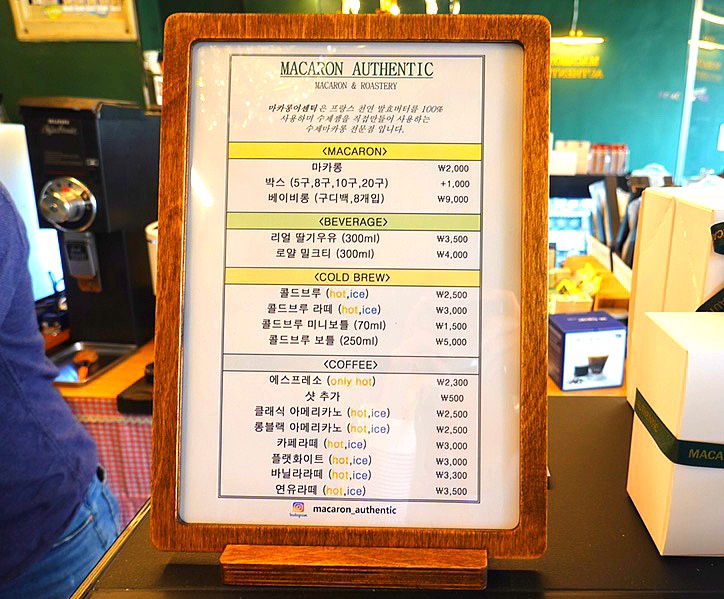 MACARON AUTHENTIC
MACARON & ROASTERY
마카롱어센틱은 프랑스 천연 발효버터를 100%
사용하며 수제잼을 직접만들어 사용하는
수제마카롱 전문점 입니다.
<MACARON>
마카롱 ₩2,000
박스 (5구,8구,10구,20구) +1,000
베이비롱 (구디백,8개입) ₩9,000
<BEVERAGE>
리얼 딸기우유 (300ml) ₩3,500
로얄 밀크티 (300ml) ₩4,000
<COLD BREW>
콜드브루 (hot,ice) ₩2,500
콜드브루 라떼 (hot,ice) ₩3,000
콜드브루 미니보틀 (70ml) ₩1,500
콜드브루 보틀 (250ml) ₩5,000
<COFFEE>
에스프레소 (only hot) ₩2,300
샷 추가 ₩500
클래식 아메리카노 (hot,ice) ₩2,500
롱블랙 아메리카노 (hot,ice) ₩2,500
카페라떼 (hot,ice) ₩3,000
플랫화이트 (hot,ice) ₩3,000
바닐라라떼 (hot,ice) ₩3,300
연유라떼 (hot,ice) ₩3,500
Instagram macaron_authentic
MACA